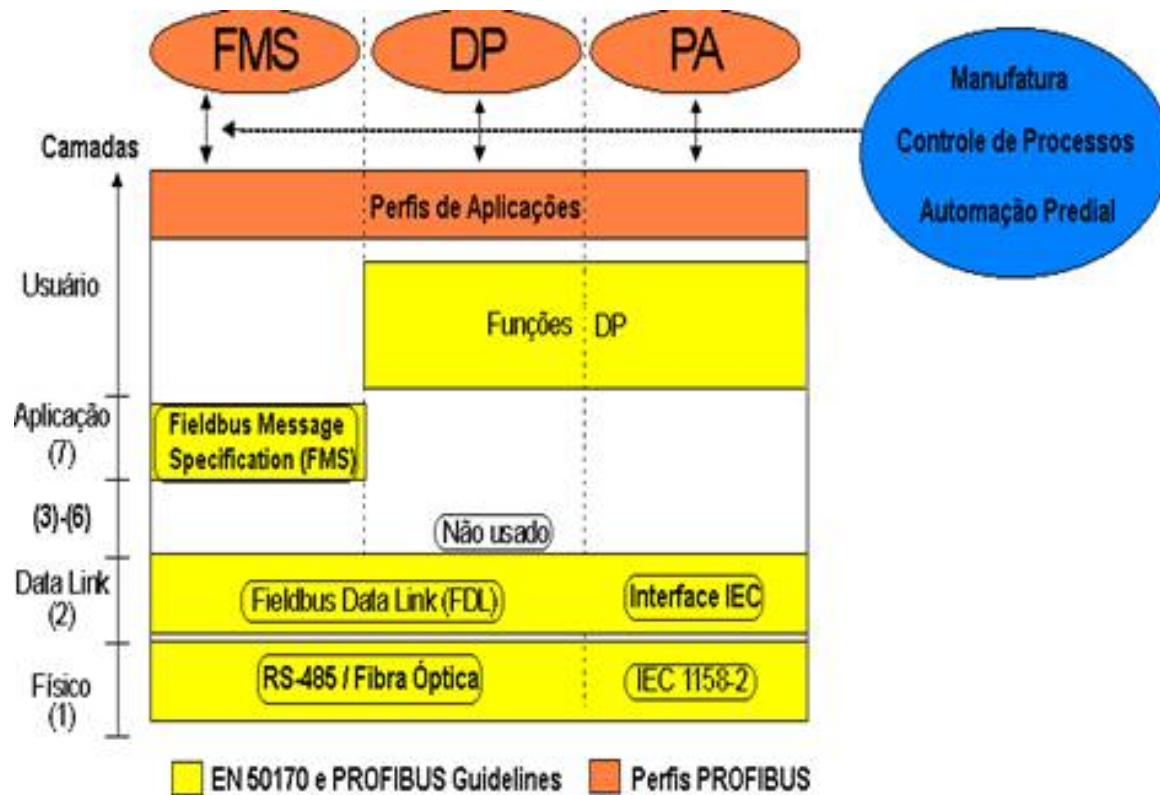 FMS
DP
PA
Manufatura
Controle de Processos
Automação Predial
Camadas
Perfis de Aplicações
Usuário
Funções DP
Aplicação
(7)
Fieldbus Message
Specification (FMS)
(3)-(6)
Não usado
Data Link
(2)
Fieldbus Data Link (FDL)
Interface IEC
Físico
(1)
RS-485 / Fibra Óptica
IEC 1158-2
EN 50170 e PROFIBUS Guidelines
Perfis PROFIBUS